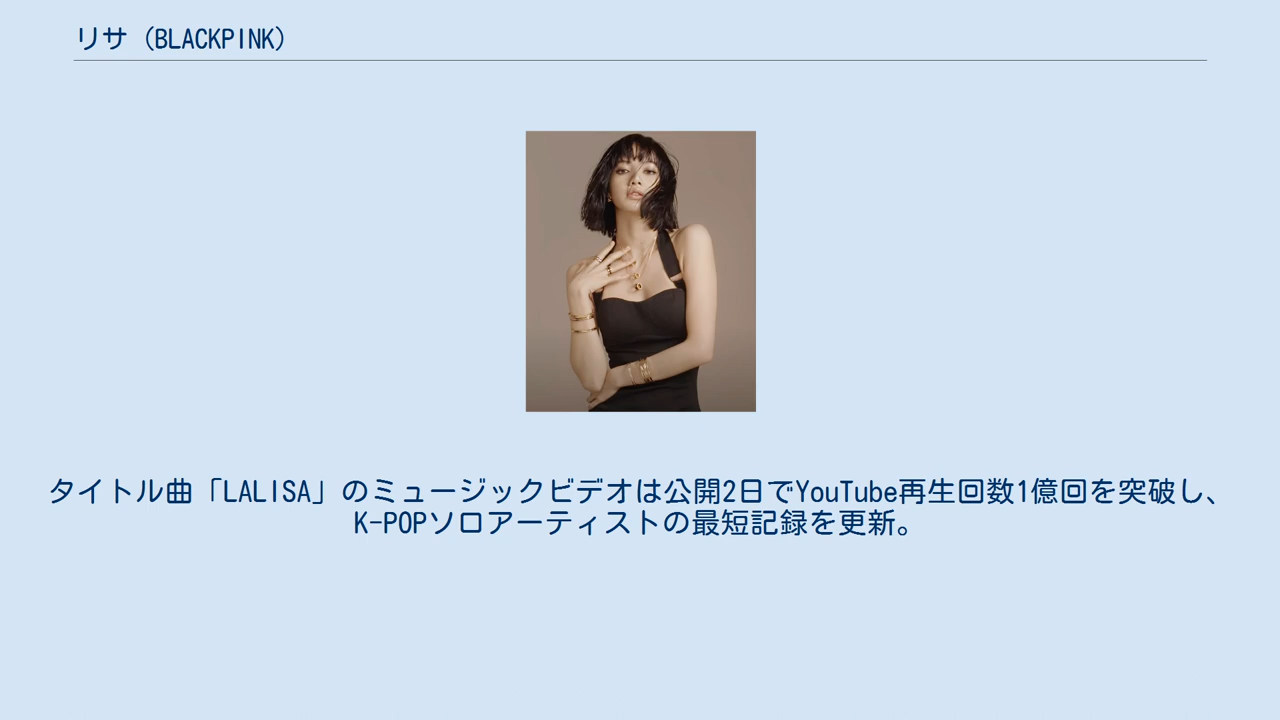 リサ（BLACKPINK）
タイトル曲「LALISA」のミュージックビデオは公開2日でYouTube再生回数1億回を突破し、
K-POPソロアーティストの最短記録を更新。